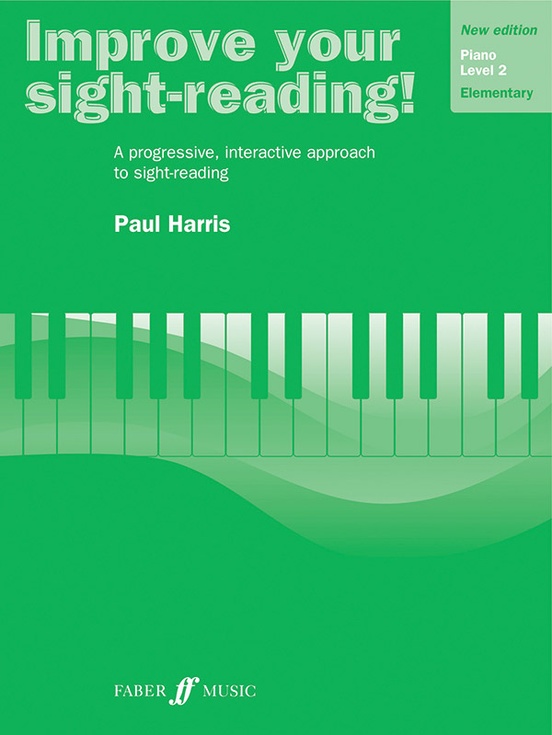 Improve your
sight-reading!
New edition
Piano
Level 2
Elementary
A progressive, interactive approach
to sight-reading
Paul Harris
FABER ff MUSIC